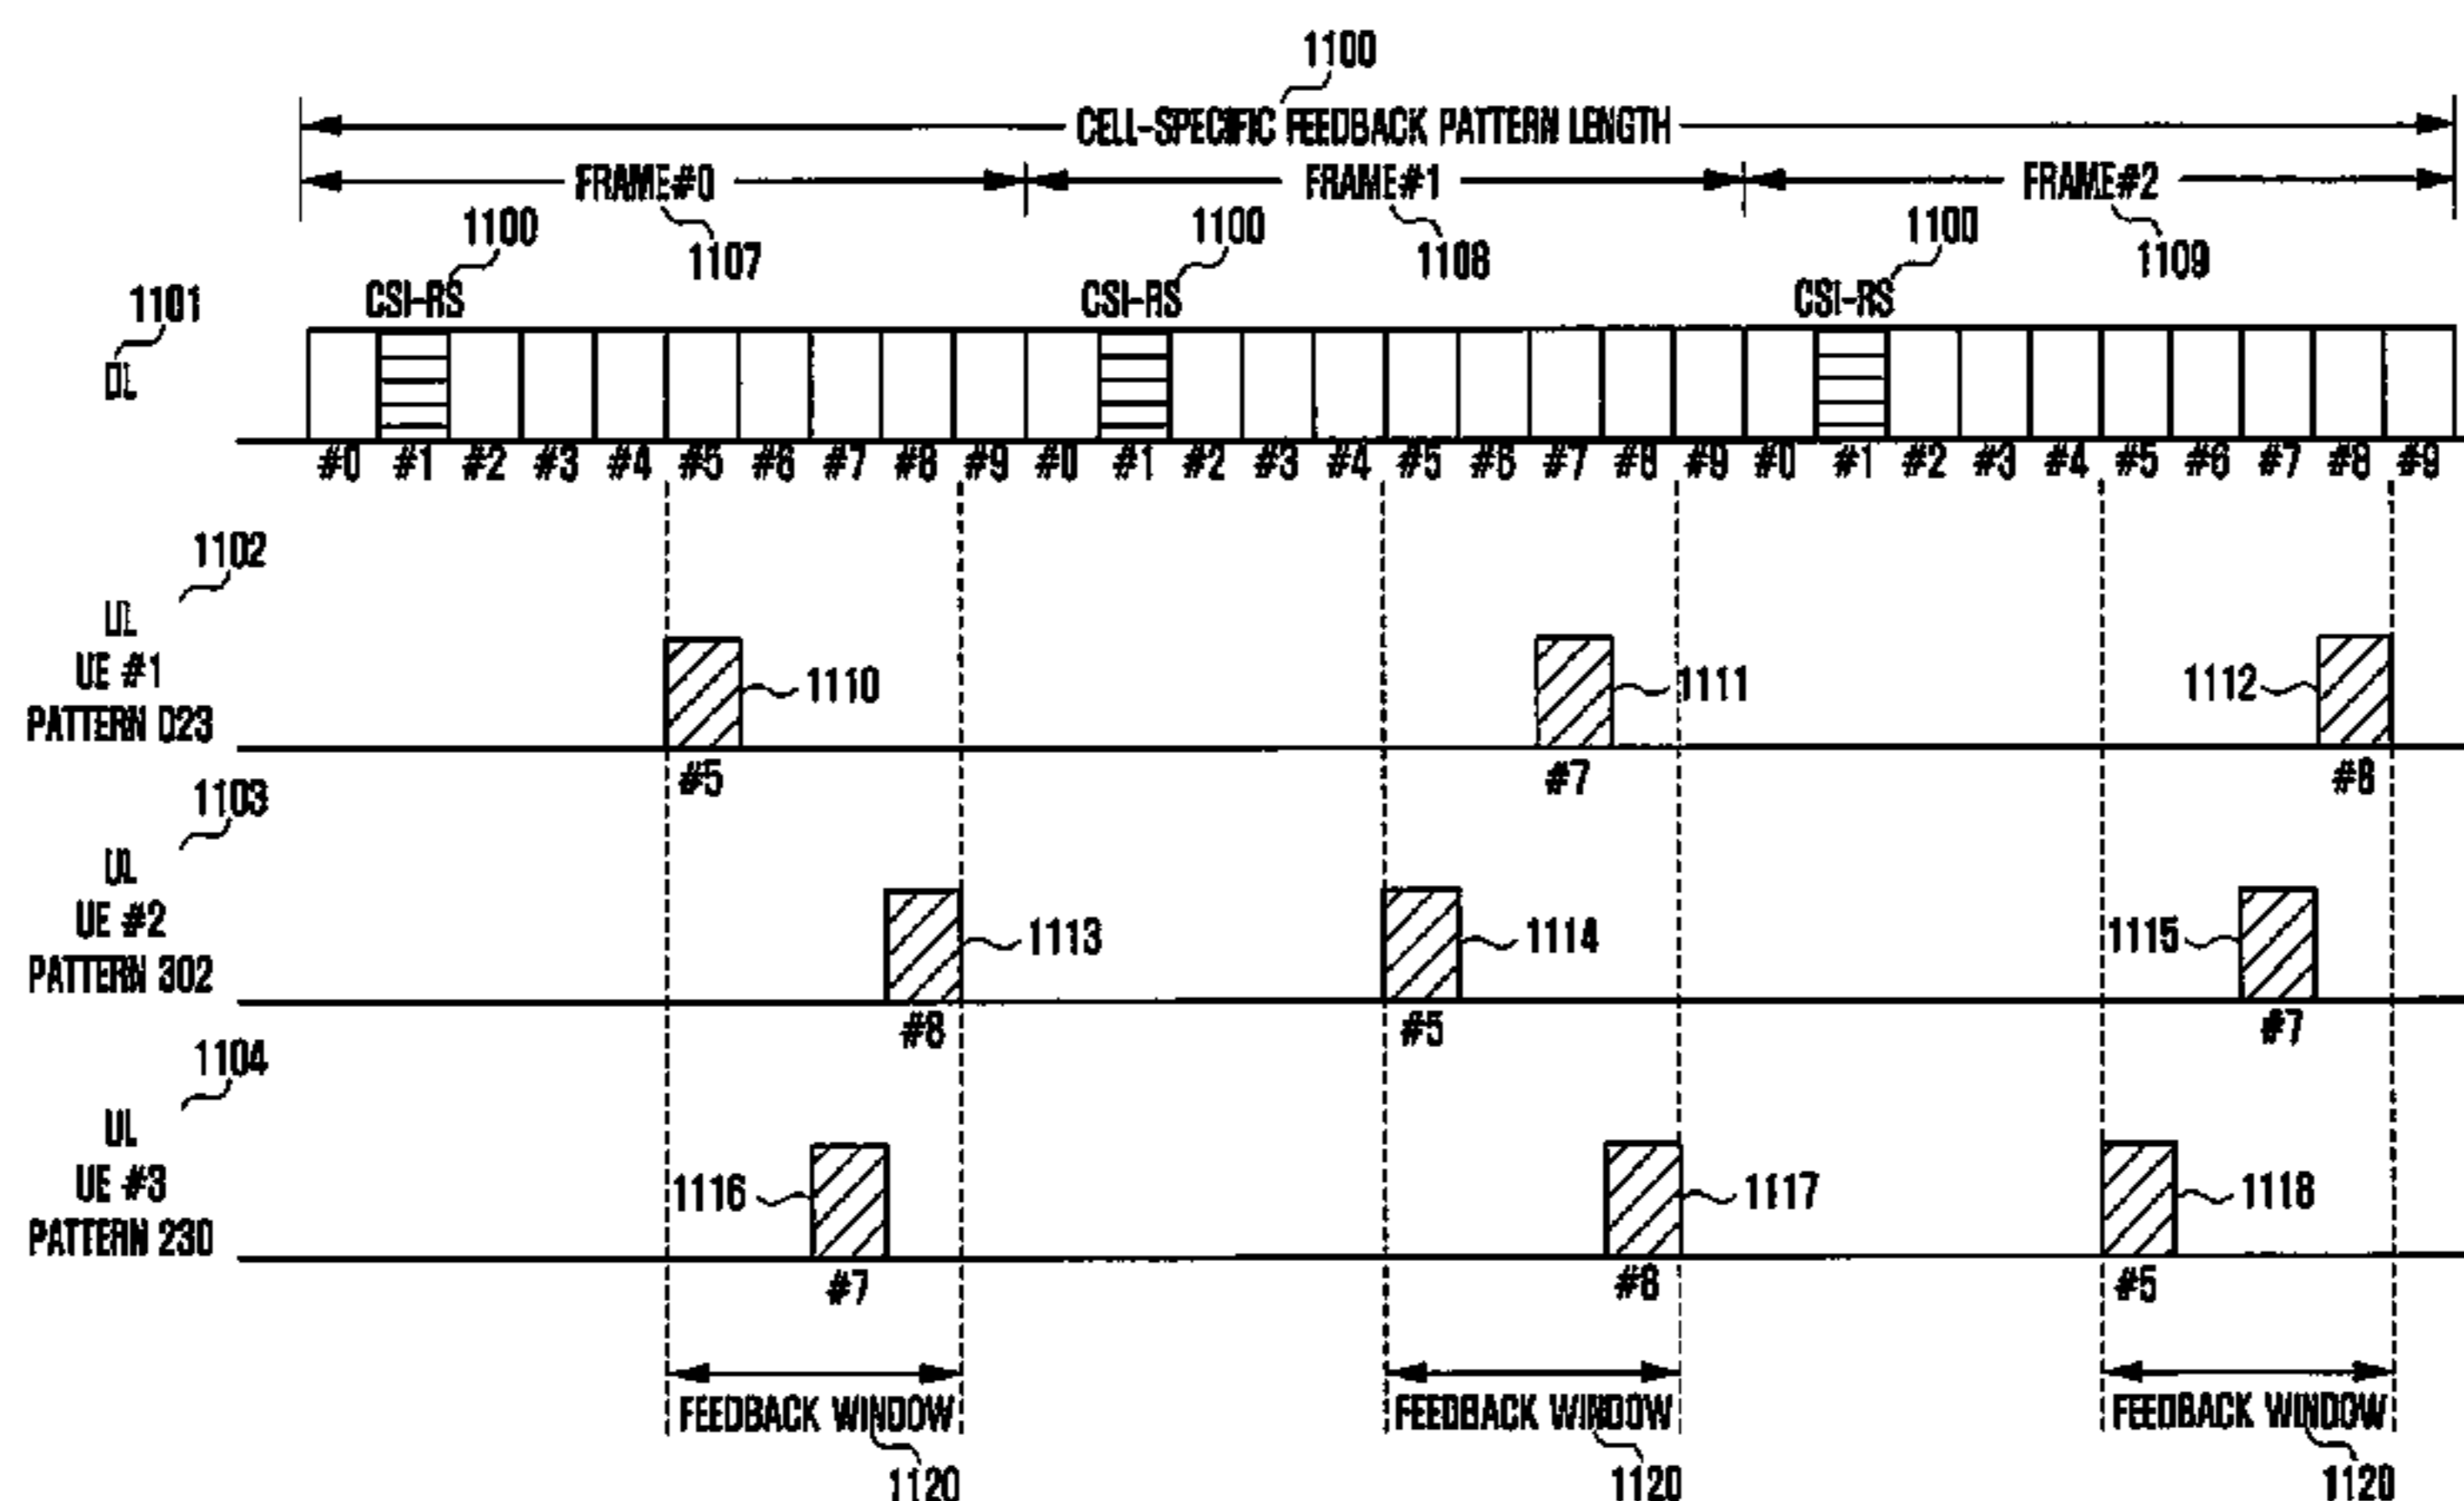 1100
CELL-SPECIFIC FEEDBACK PATTERN LENGTH
FRAME#0 FRAME#1 FRAME#2
1107 1108 1109
1100 1100 1100
CSI-RS CSI-RS CSI-RS
1101
DL
#0 #1 #2 #3 #4 #5 #6 #7 #8 #9 #0 #1 #2 #3 #4 #5 #6 #7 #8 #9 #0 #1 #2 #3 #4 #5 #6 #7 #8 #9
1102
UL
UE #1
PATTERN 023
1110 1111 1112
#5 #7 #8
1103
UL
UE #2
PATTERN 302
1113 1114 1115
#8 #5 #7
1104
UL
UE #3
PATTERN 230
1116 1117 1118
#7 #8 #5
FEEDBACK WINDOW FEEDBACK WINDOW FEEDBACK WINDOW
1120 1120 1120